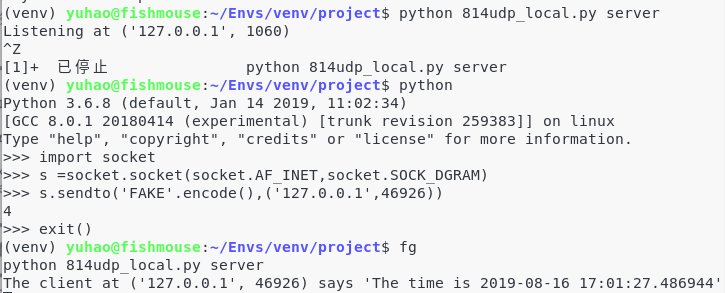 (venv) yuhao@fishmouse:~/Envs/venv/project$ python 814udp_local.py server
Listening at ('127.0.0.1', 1060)
^Z
[1]+  已停止               python 814udp_local.py server
(venv) yuhao@fishmouse:~/Envs/venv/project$ python
Python 3.6.8 (default, Jan 14 2019, 11:02:34)
[GCC 8.0.1 20180414 (experimental) [trunk revision 259383]] on linux
Type "help", "copyright", "credits" or "license" for more information.
>>> import socket
>>> s =socket.socket(socket.AF_INET,socket.SOCK_DGRAM)
>>> s.sendto('FAKE'.encode(),('127.0.0.1',46926))
4
>>> exit()
(venv) yuhao@fishmouse:~/Envs/venv/project$ fg
python 814udp_local.py server
The client at ('127.0.0.1', 46926) says 'The time is 2019-08-16 17:01:27.486944'